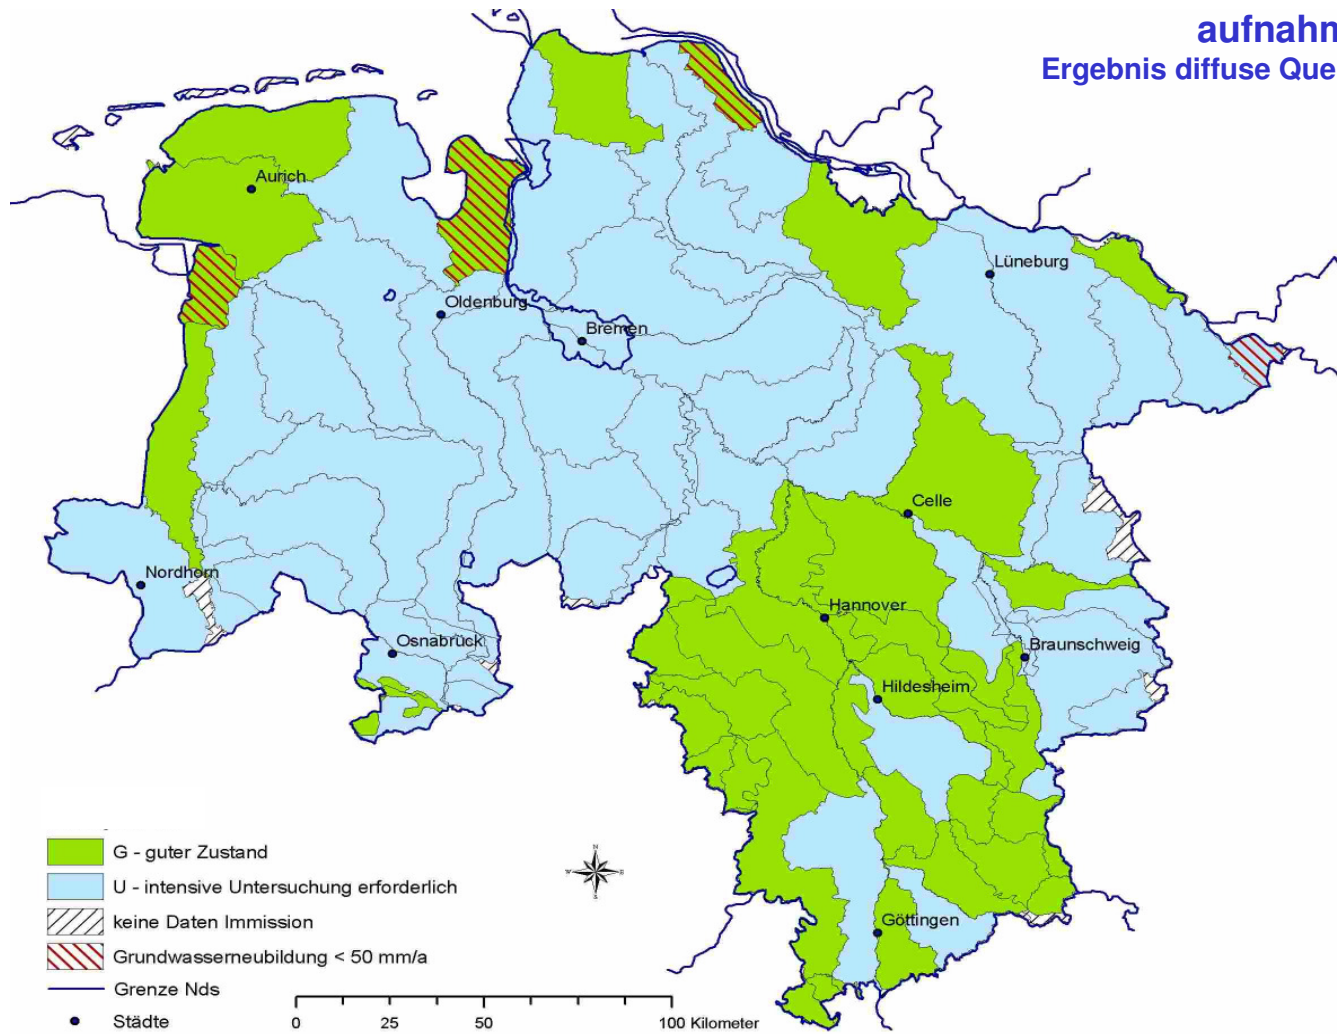 aufnahm
Ergebnis diffuse Que
Aurich
Lüneburg
Oldenburg
Bremen
Celle
Nordhorn
Hannover
Osnabrück
Braunschweig
Hildesheim
Göttingen
G - guter Zustand
U - intensive Untersuchung erforderlich
keine Daten Immission
Grundwasserneubildung < 50 mm/a
Grenze Nds
Städte
N
W E
S
0 25 50 100 Kilometer